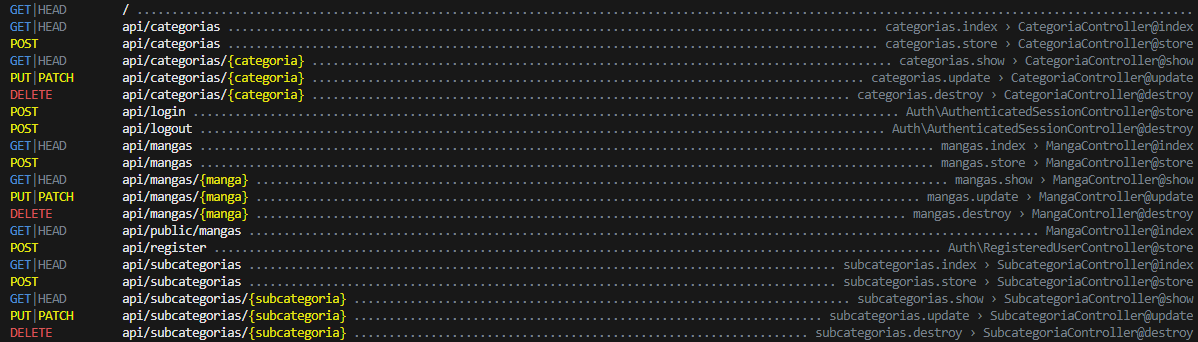 GET|HEAD / ....................................................................................................................................................
GET|HEAD api/categorias ............................................................................................. categorias.index › CategoriaController@index
POST api/categorias ............................................................................................. categorias.store › CategoriaController@store
GET|HEAD api/categorias/{categoria} ................................................................................... categorias.show › CategoriaController@show
PUT|PATCH api/categorias/{categoria} ............................................................................... categorias.update › CategoriaController@update
DELETE api/categorias/{categoria} ............................................................................. categorias.destroy › CategoriaController@destroy
POST api/login ..................................................................................................... Auth\AuthenticatedSessionController@store
POST api/logout .................................................................................................. Auth\AuthenticatedSessionController@destroy
GET|HEAD api/mangas ......................................................................................................... mangas.index › MangaController@index
POST api/mangas ......................................................................................................... mangas.store › MangaController@store
GET|HEAD api/mangas/{manga} ................................................................................................... mangas.show › MangaController@show
PUT|PATCH api/mangas/{manga} ............................................................................................... mangas.update › MangaController@update
DELETE api/mangas/{manga} ............................................................................................. mangas.destroy › MangaController@destroy
GET|HEAD api/public/mangas ................................................................................................................. MangaController@index
POST api/register ........................................................................................................ Auth\RegisteredUserController@store
GET|HEAD api/subcategorias .................................................................................... subcategorias.index › SubcategoriaController@index
POST api/subcategorias .................................................................................... subcategorias.store › SubcategoriaController@store
GET|HEAD api/subcategorias/{subcategoria} ....................................................................... subcategorias.show › SubcategoriaController@show
PUT|PATCH api/subcategorias/{subcategoria} ................................................................... subcategorias.update › SubcategoriaController@update
DELETE api/subcategorias/{subcategoria} ................................................................. subcategorias.destroy › SubcategoriaController@destroy